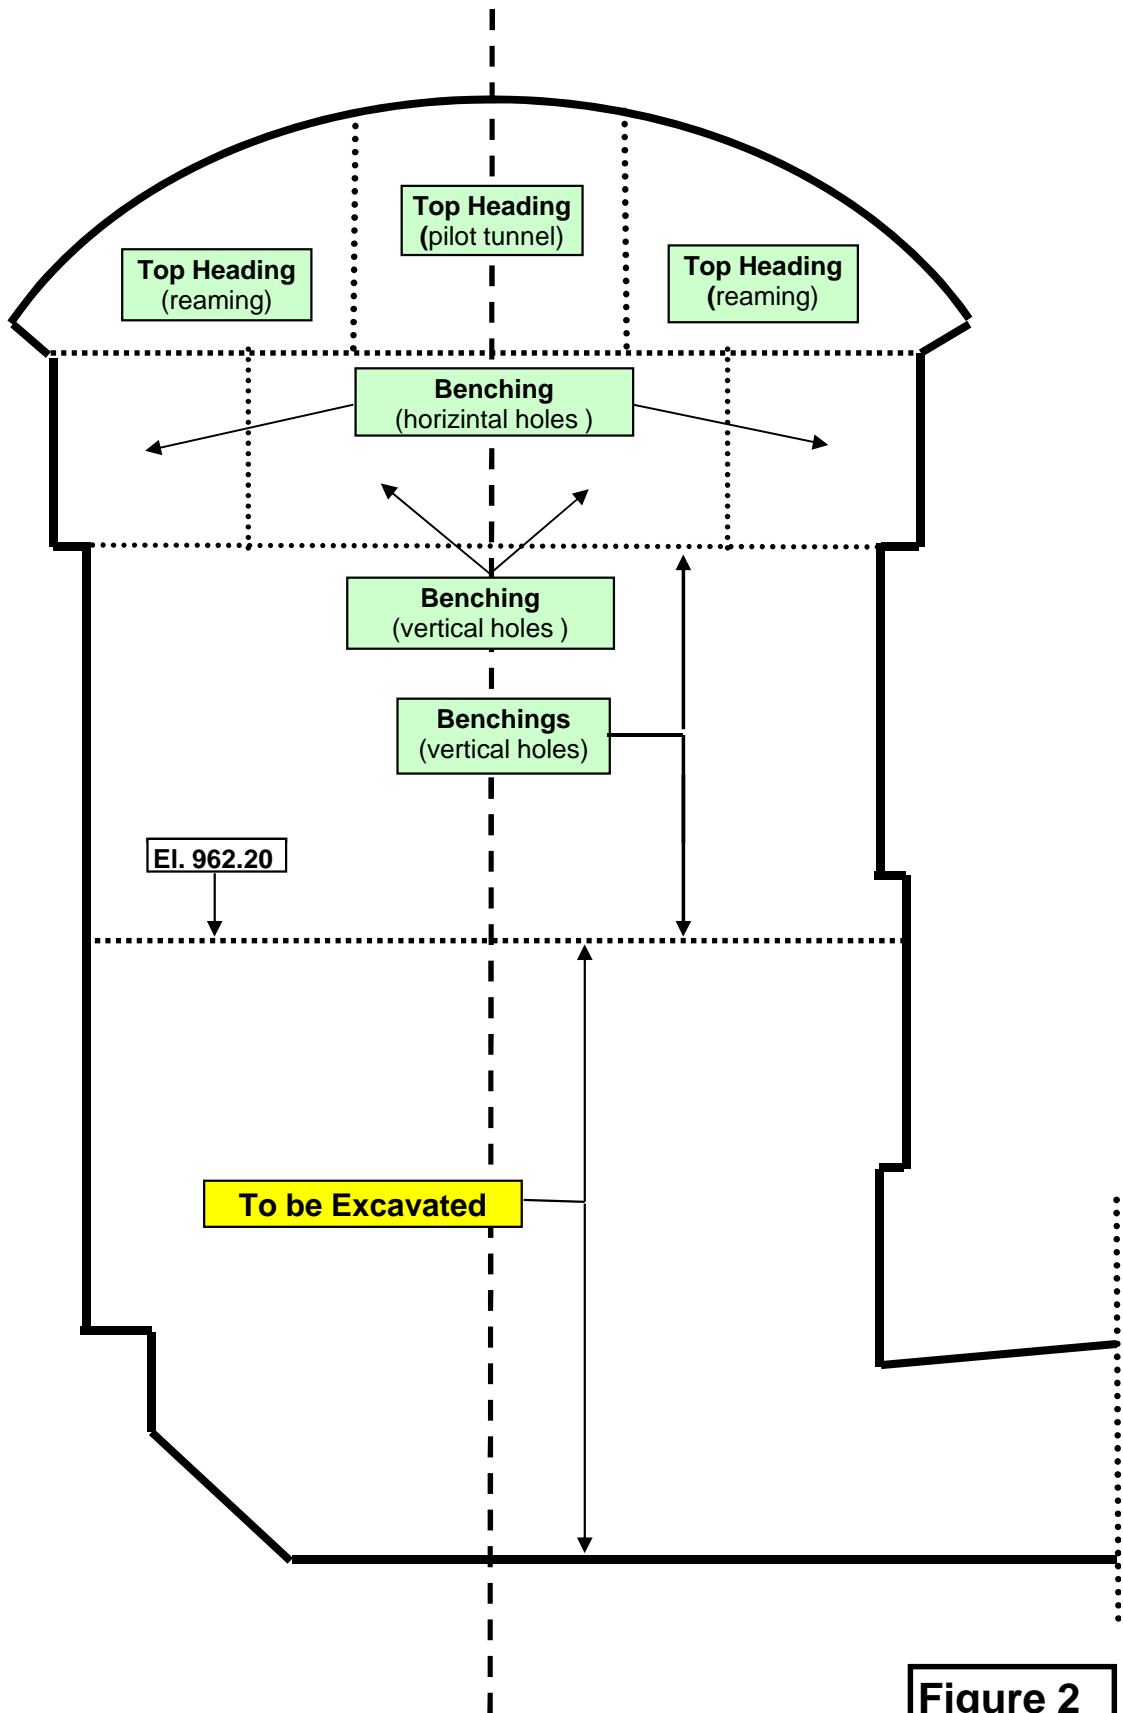 Top Heading
(pilot tunnel)
Top Heading
(reaming)
Top Heading
(reaming)
Benching
(horizintal holes )
Benching
(vertical holes )
Benchings
(vertical holes)
El. 962.20
To be Excavated
Figure 2